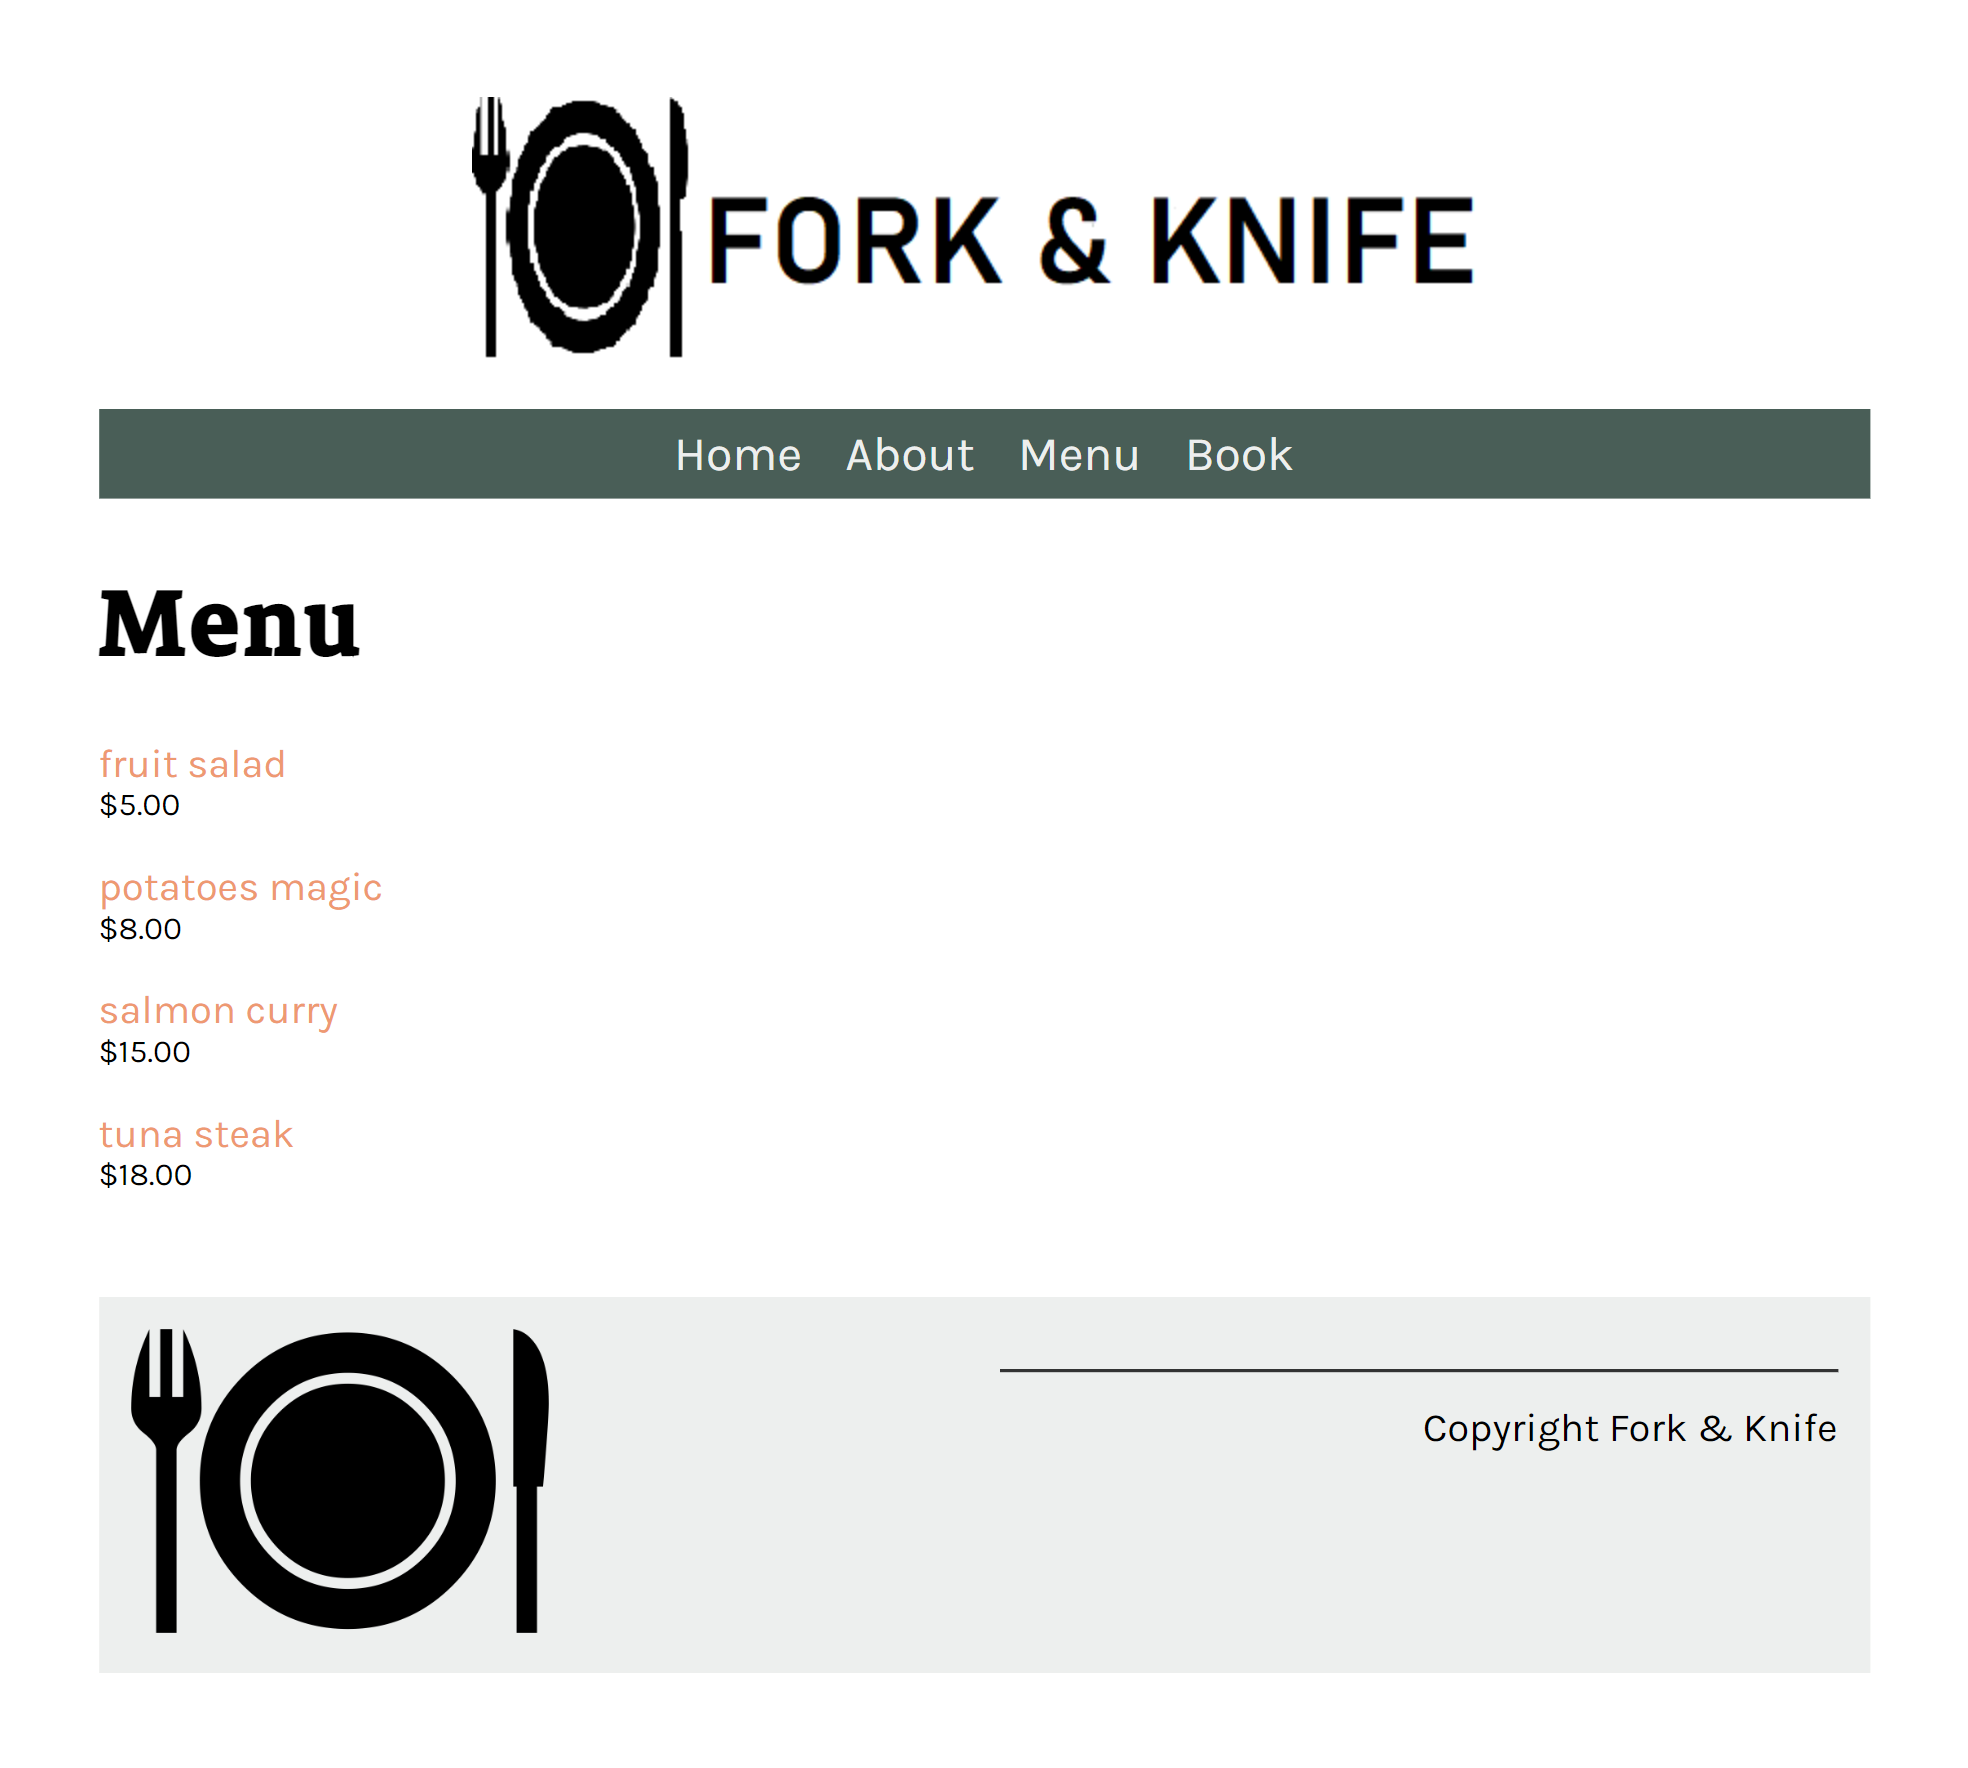 FORK & KNIFE
Home About Menu Book
Menu
fruit salad
$5.00
potatoes magic
$8.00
salmon curry
$15.00
tuna steak
$18.00
Copyright Fork & Knife